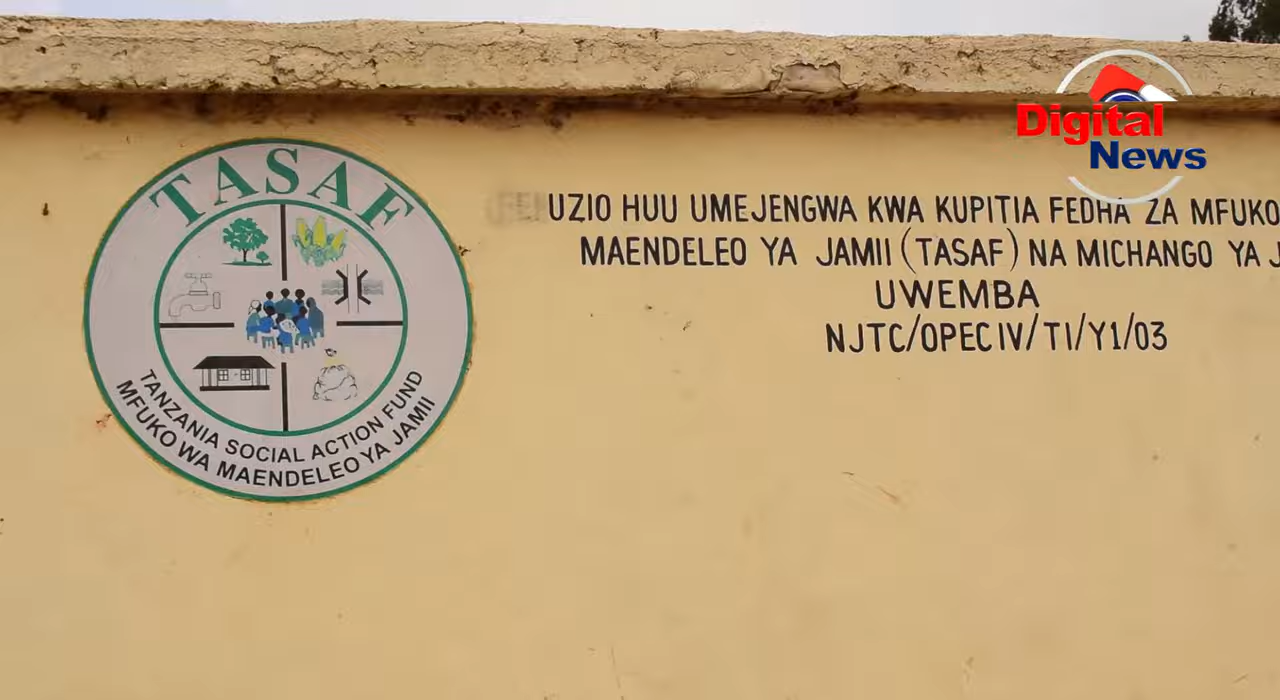 TASAF
TANZANIA SOCIAL ACTION FUND
MFUKO WA MAENDELEO YA JAMII
UZIO HUU UMEJENGWA KWA KUPITIA FEDHA ZA MFUKO
MAENDELEO YA JAMII (TASAF) NA MICHANGO YA
UWEMBA
NJTC/OPEC IV/TI/Y1/03
Digital
News